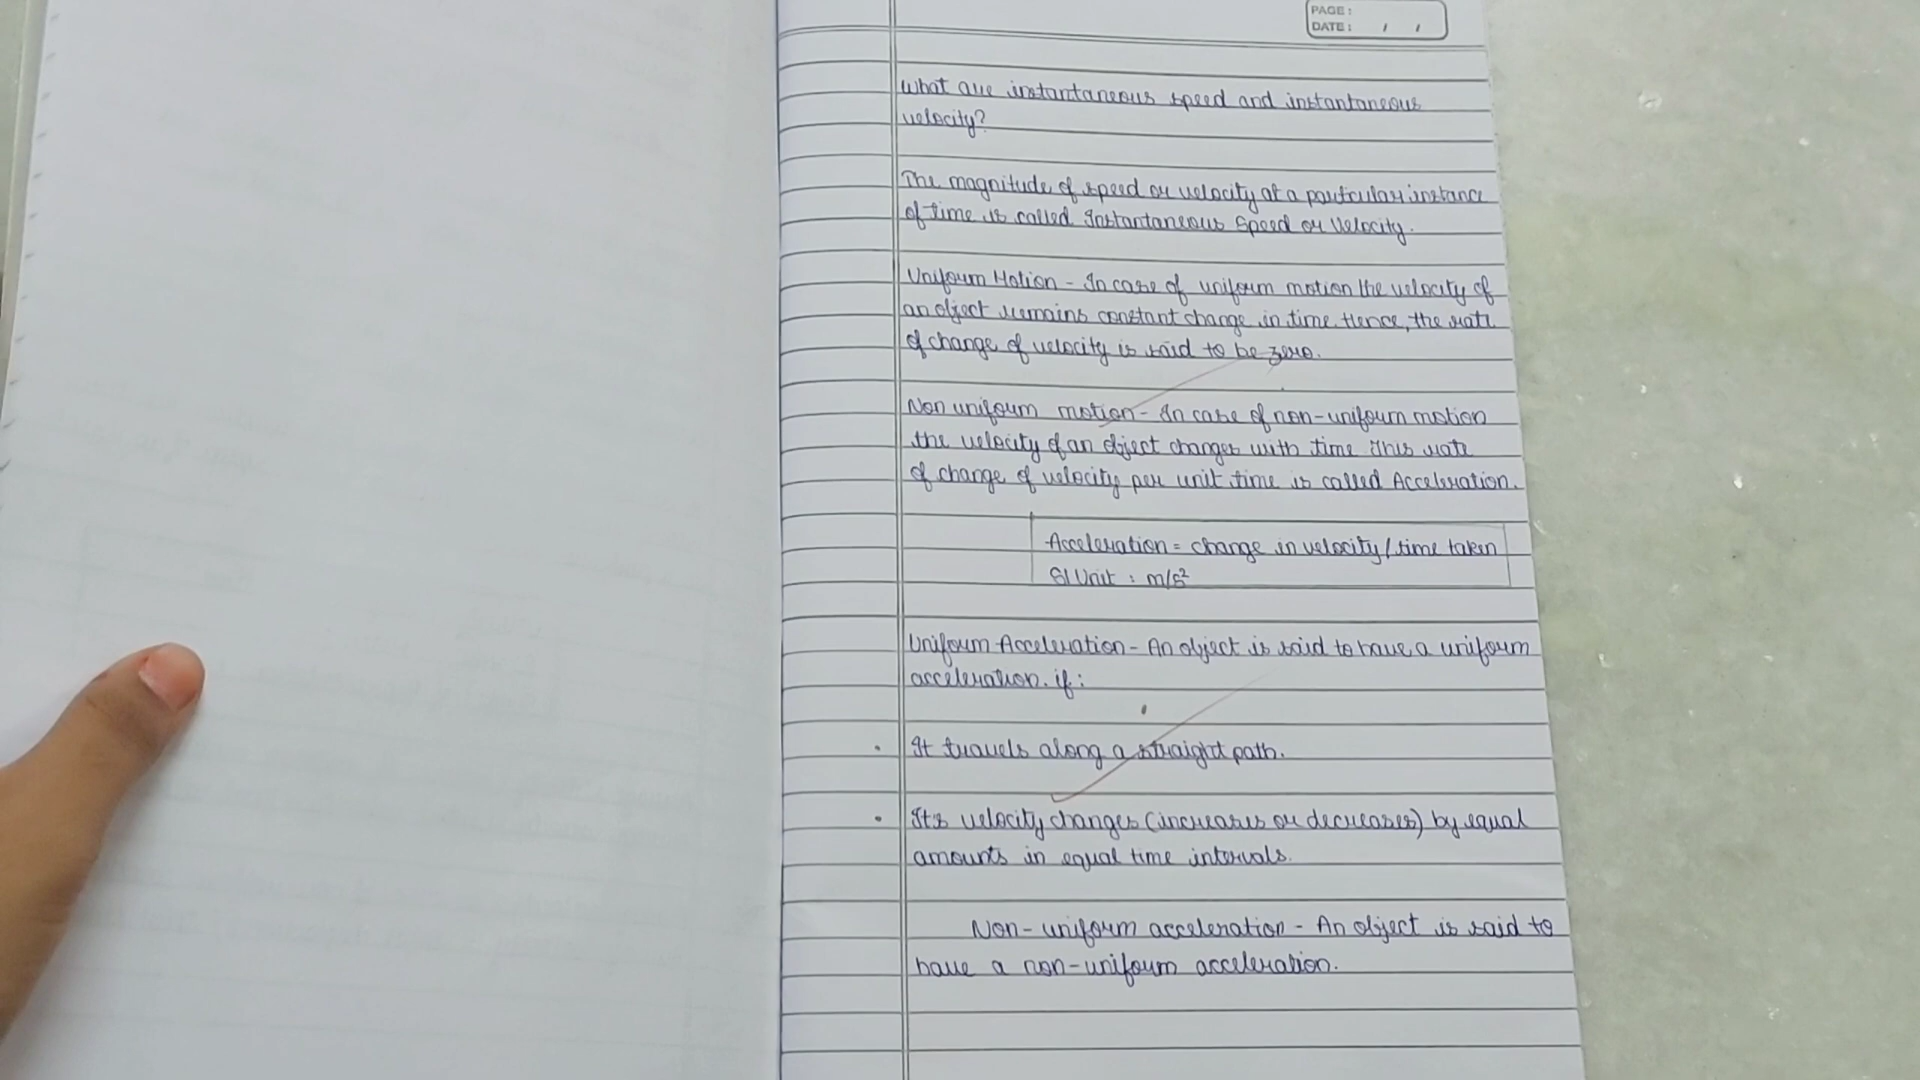 PAGE:
DATE: / /
What are instantaneous speed and instantaneous
velocity?
The magnitude of speed or velocity at a particular instance
of time is called Instantaneous Speed or Velocity.
Uniform Motion - In case of uniform motion the velocity of
an object remains constant change in time. Hence, the rate
of change of velocity is said to be zero.
Non uniform motion - In case of non-uniform motion
the velocity of an object changes with time This rate
of change of velocity per unit time is called Acceleration.
Acceleration = change in velocity / time taken
SI Unit : m/s²
Uniform Acceleration - An object is said to have a uniform
acceleration if:
• It travels along a straight path.
• Its velocity changes (increases or decreases) by equal
amounts in equal time intervals.
Non-uniform acceleration - An object is said to
have a non-uniform acceleration.